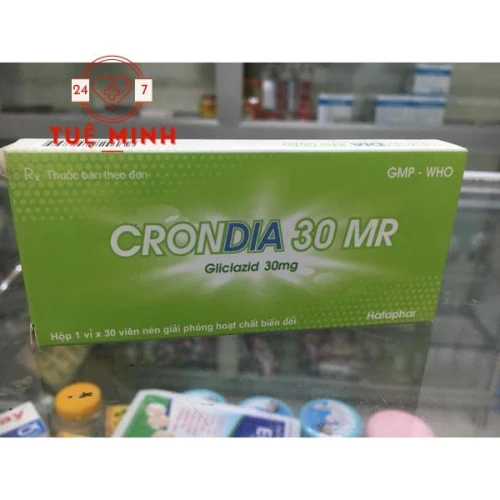 24 7
TUỆ MINH
Rx Thuốc bán theo đơn
GMP - WHO
CRONDIA 30 MR
Gliclazid 30mg
Hộp 1 vỉ x 30 viên nén giải phóng hoạt chất biến đổi
Hafaphar